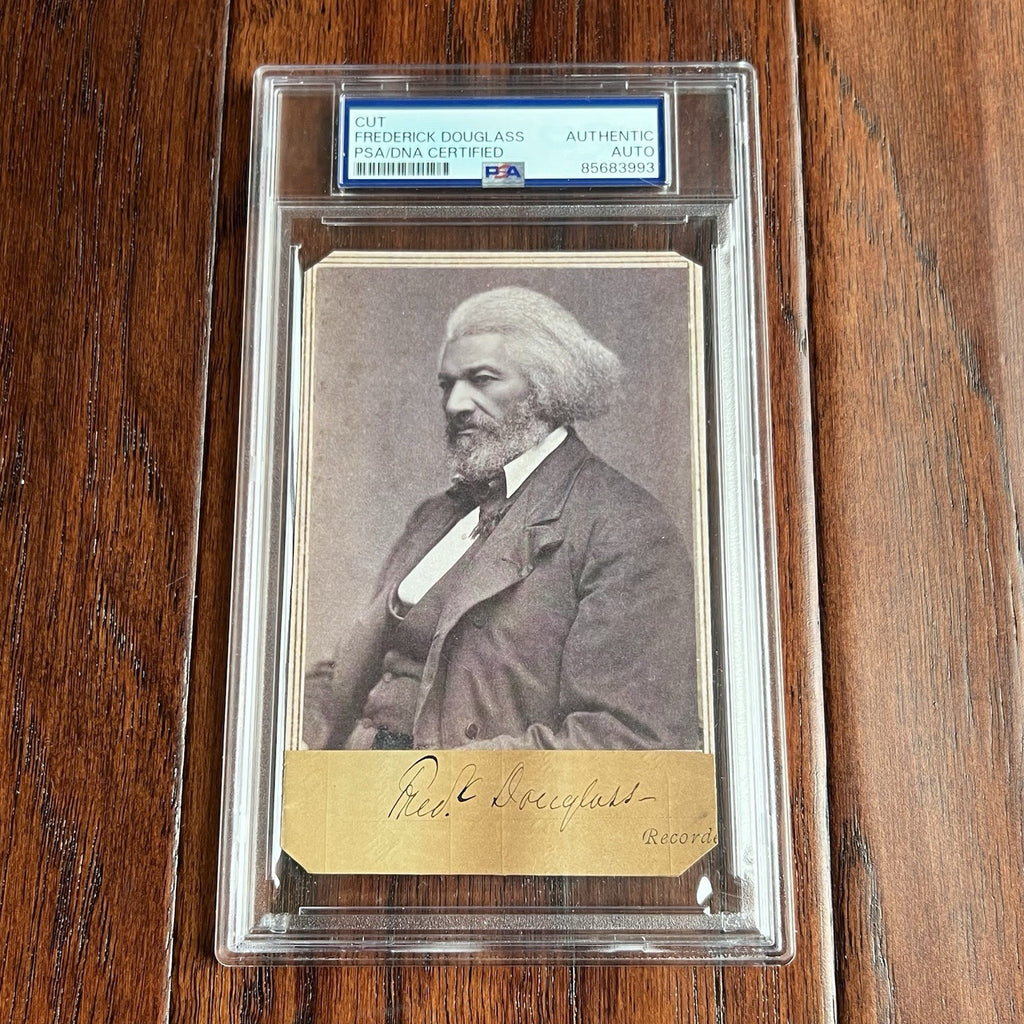 CUT
FREDERICK DOUGLASS AUTHENTIC
PSA/DNA CERTIFIED AUTO
PSA 85683993
Fred.k Douglass
Recorde